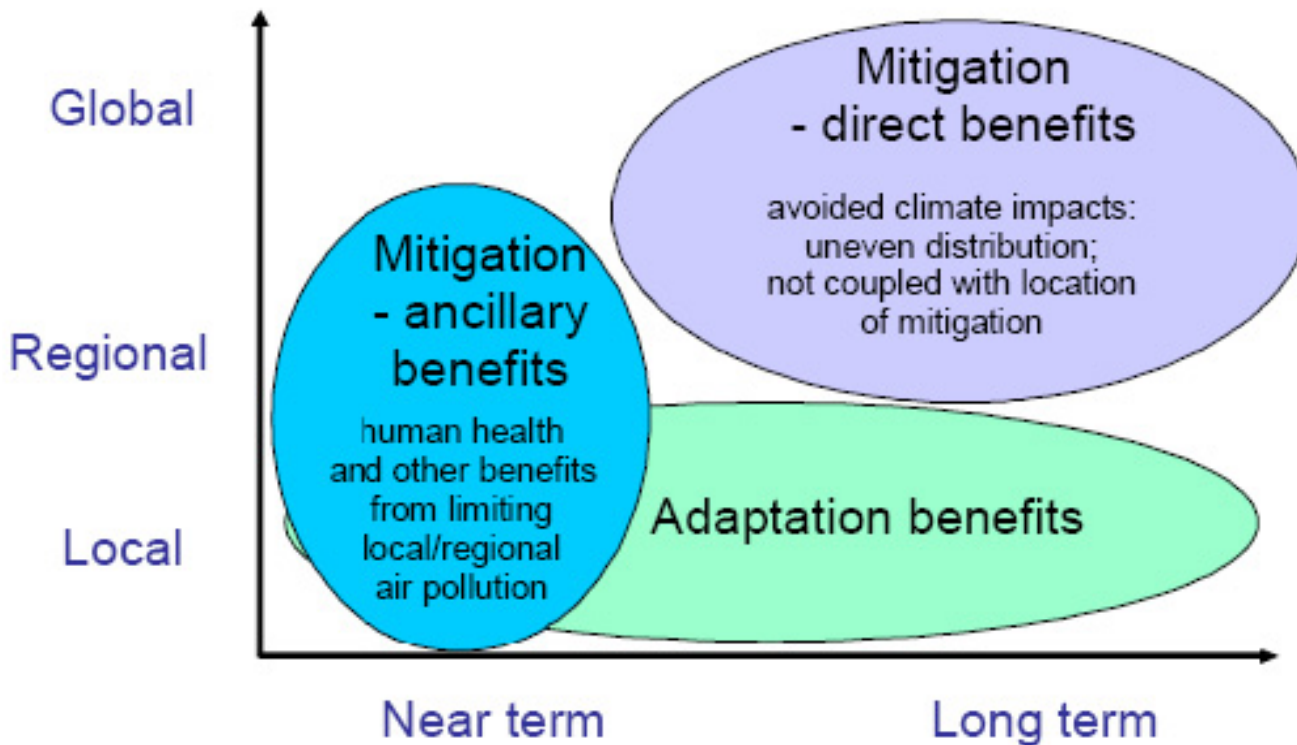 Global
Regional
Local
Mitigation
- direct benefits
avoided climate impacts:
uneven distribution;
not coupled with location
of mitigation
Mitigation
- ancillary
benefits
human health
and other benefits
from limiting
local/regional
air pollution
Adaptation benefits
Near term
Long term